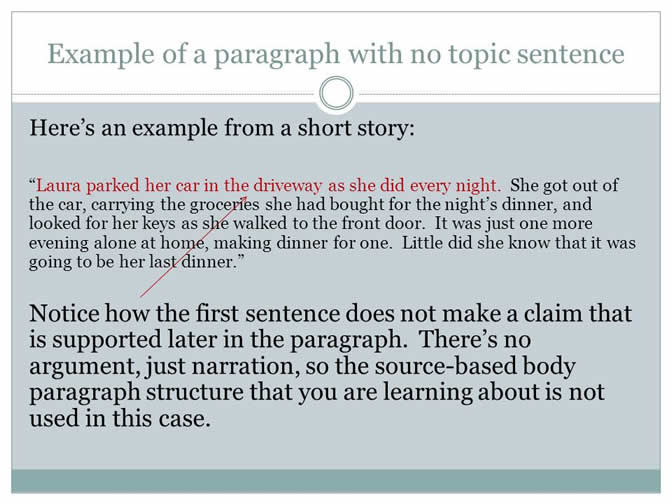 Example of a paragraph with no topic sentence
Here’s an example from a short story:
“Laura parked her car in the driveway as she did every night.  She got out of
the car, carrying the groceries she had bought for the night’s dinner, and
looked for her keys as she walked to the front door.  It was just one more
evening alone at home, making dinner for one.  Little did she know that it was
going to be her last dinner.”
Notice how the first sentence does not make a claim that
is supported later in the paragraph.  There’s no
argument, just narration, so the source-based body
paragraph structure that you are learning about is not
used in this case.